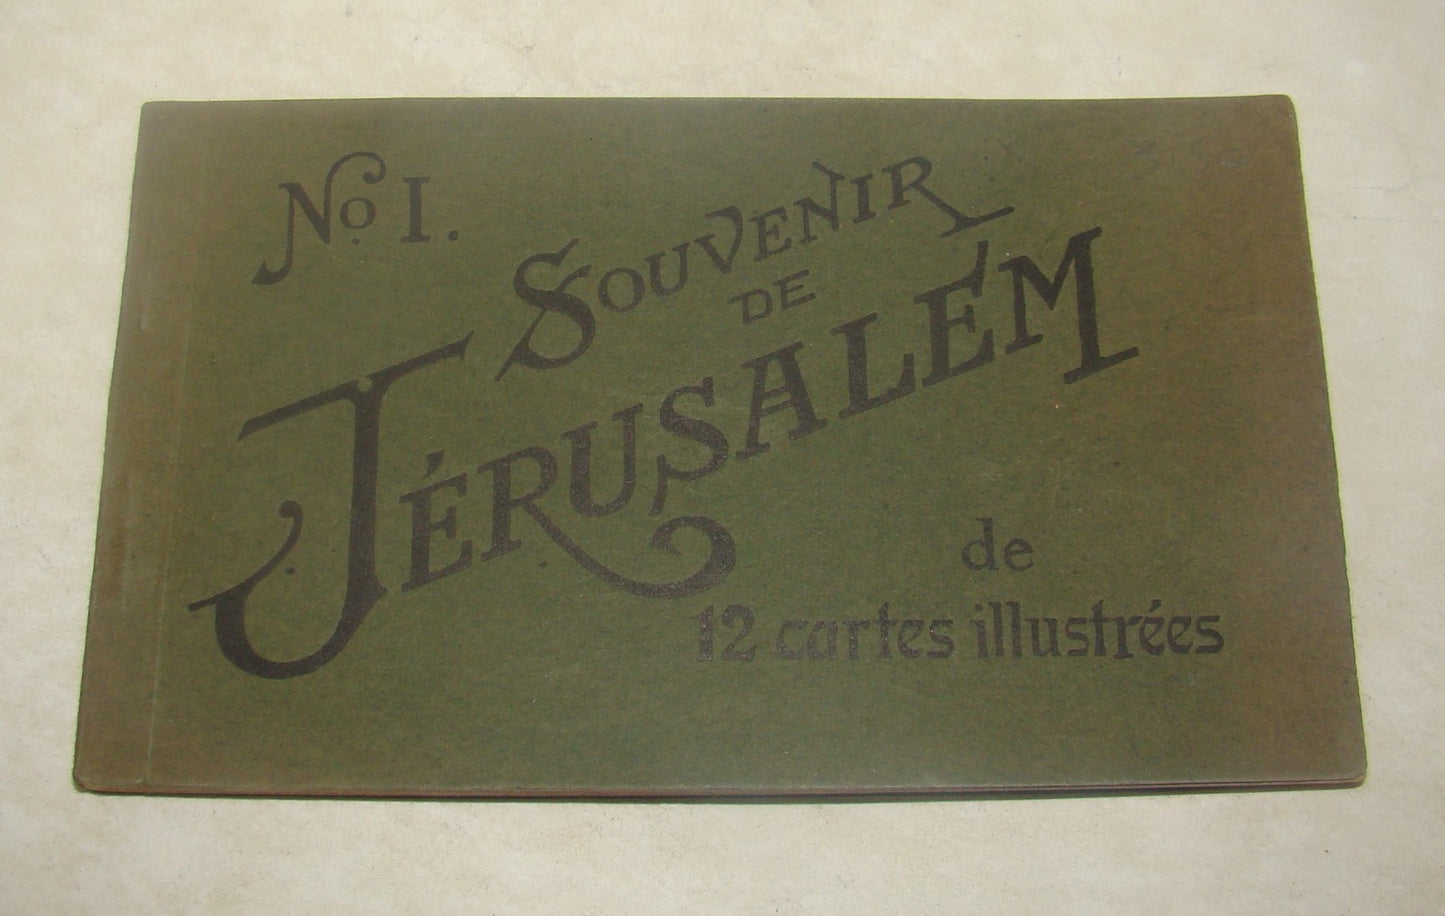 No I.
SOUVENIR
DE
JÉRUSALEM
de
12 cartes illustrées